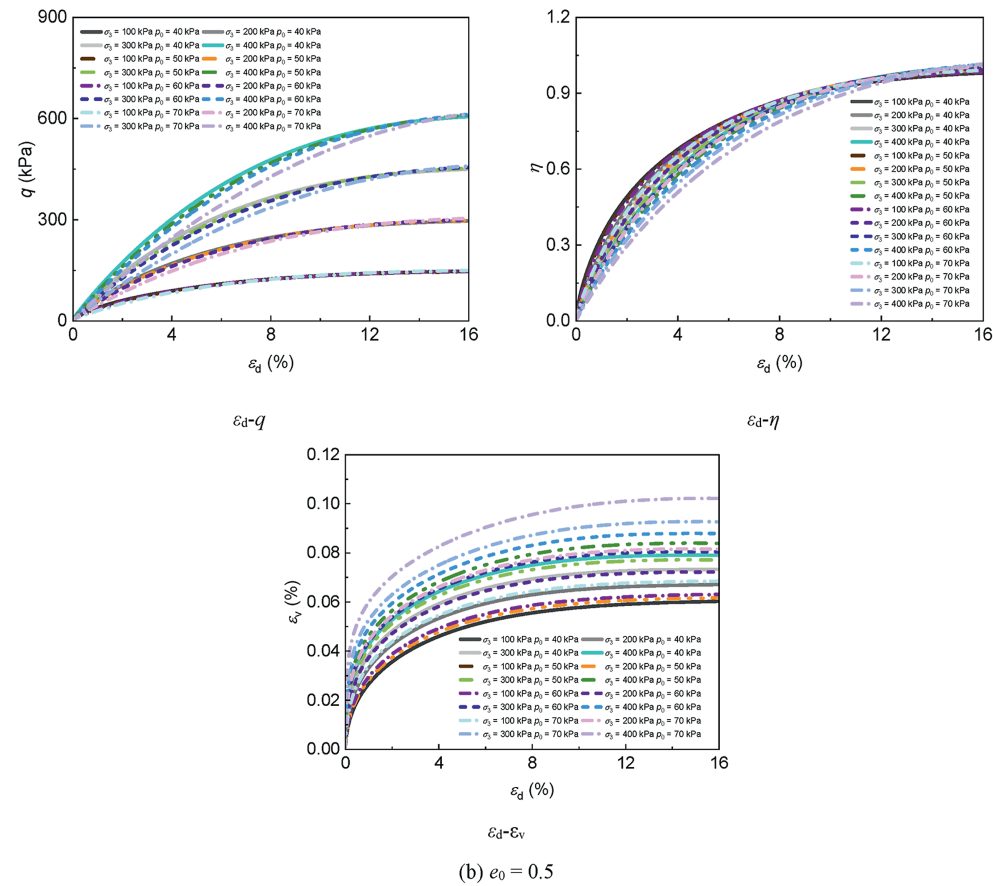 900
600
300
0
q (kPa)
σ3 = 100 kPa p0 = 40 kPa σ3 = 200 kPa p0 = 40 kPa
σ3 = 300 kPa p0 = 40 kPa σ3 = 400 kPa p0 = 40 kPa
σ3 = 100 kPa p0 = 50 kPa σ3 = 200 kPa p0 = 50 kPa
σ3 = 300 kPa p0 = 50 kPa σ3 = 400 kPa p0 = 50 kPa
σ3 = 100 kPa p0 = 60 kPa σ3 = 200 kPa p0 = 60 kPa
σ3 = 300 kPa p0 = 60 kPa σ3 = 400 kPa p0 = 60 kPa
σ3 = 100 kPa p0 = 70 kPa σ3 = 200 kPa p0 = 70 kPa
σ3 = 300 kPa p0 = 70 kPa σ3 = 400 kPa p0 = 70 kPa
0 4 8 12 16
εd (%)
εd-q
1.2
0.9
0.6
0.3
0.0
η
σ3 = 100 kPa p0 = 40 kPa
σ3 = 200 kPa p0 = 40 kPa
σ3 = 300 kPa p0 = 40 kPa
σ3 = 400 kPa p0 = 40 kPa
σ3 = 100 kPa p0 = 50 kPa
σ3 = 200 kPa p0 = 50 kPa
σ3 = 300 kPa p0 = 50 kPa
σ3 = 400 kPa p0 = 50 kPa
σ3 = 100 kPa p0 = 60 kPa
σ3 = 200 kPa p0 = 60 kPa
σ3 = 300 kPa p0 = 60 kPa
σ3 = 400 kPa p0 = 60 kPa
σ3 = 100 kPa p0 = 70 kPa
σ3 = 200 kPa p0 = 70 kPa
σ3 = 300 kPa p0 = 70 kPa
σ3 = 400 kPa p0 = 70 kPa
0 4 8 12 16
εd (%)
εd-η
0.12
0.10
0.08
0.06
0.04
0.02
0.00
εv (%)
σ3 = 100 kPa p0 = 40 kPa σ3 = 200 kPa p0 = 40 kPa
σ3 = 300 kPa p0 = 40 kPa σ3 = 400 kPa p0 = 40 kPa
σ3 = 100 kPa p0 = 50 kPa σ3 = 200 kPa p0 = 50 kPa
σ3 = 300 kPa p0 = 50 kPa σ3 = 400 kPa p0 = 50 kPa
σ3 = 100 kPa p0 = 60 kPa σ3 = 200 kPa p0 = 60 kPa
σ3 = 300 kPa p0 = 60 kPa σ3 = 400 kPa p0 = 60 kPa
σ3 = 100 kPa p0 = 70 kPa σ3 = 200 kPa p0 = 70 kPa
σ3 = 300 kPa p0 = 70 kPa σ3 = 400 kPa p0 = 70 kPa
0 4 8 12 16
εd (%)
εd-εv
(b) e0 = 0.5